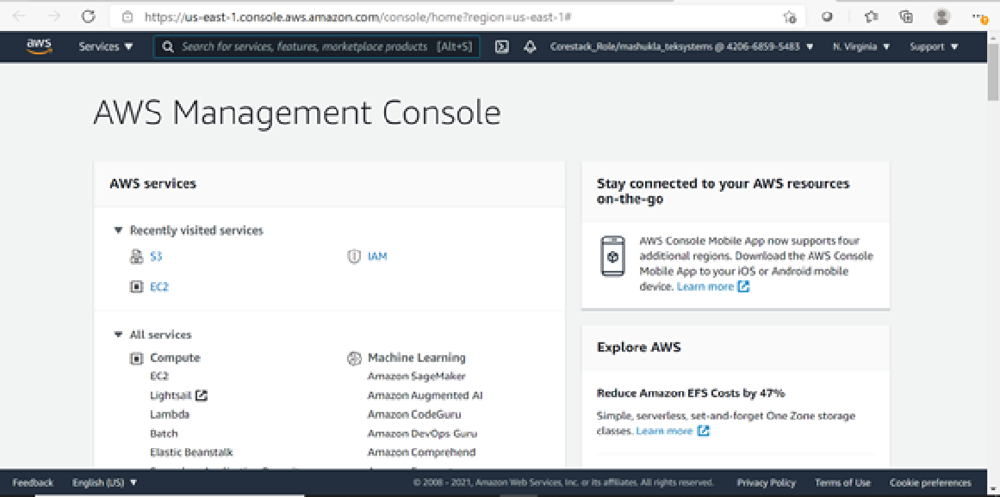 https://us-east-1.console.aws.amazon.com/console/home?region=us-east-1#
aws
Services ▼
Search for services, features, marketplace products [Alt+S]
Corestack_Role/mashukla_teksystems @ 4206-6859-5483 ▼
N. Virginia ▼
Support ▼
AWS Management Console
AWS services
Recently visited services
S3
IAM
EC2
All services
Compute
EC2
Lightsail
Lambda
Batch
Elastic Beanstalk
Machine Learning
Amazon SageMaker
Amazon Augmented AI
Amazon CodeGuru
Amazon DevOps Guru
Amazon Comprehend
Stay connected to your AWS resources
on-the-go
AWS Console Mobile App now supports four
additional regions. Download the AWS Console
Mobile App to your iOS or Android mobile
device. Learn more
Explore AWS
Reduce Amazon EFS Costs by 47%
Simple, serverless, set-and-forget One Zone storage
classes. Learn more
Feedback
English (US) ▼
© 2008 - 2021, Amazon Web Services, Inc. or its affiliates. All rights reserved.
Privacy Policy
Terms of Use
Cookie preferences